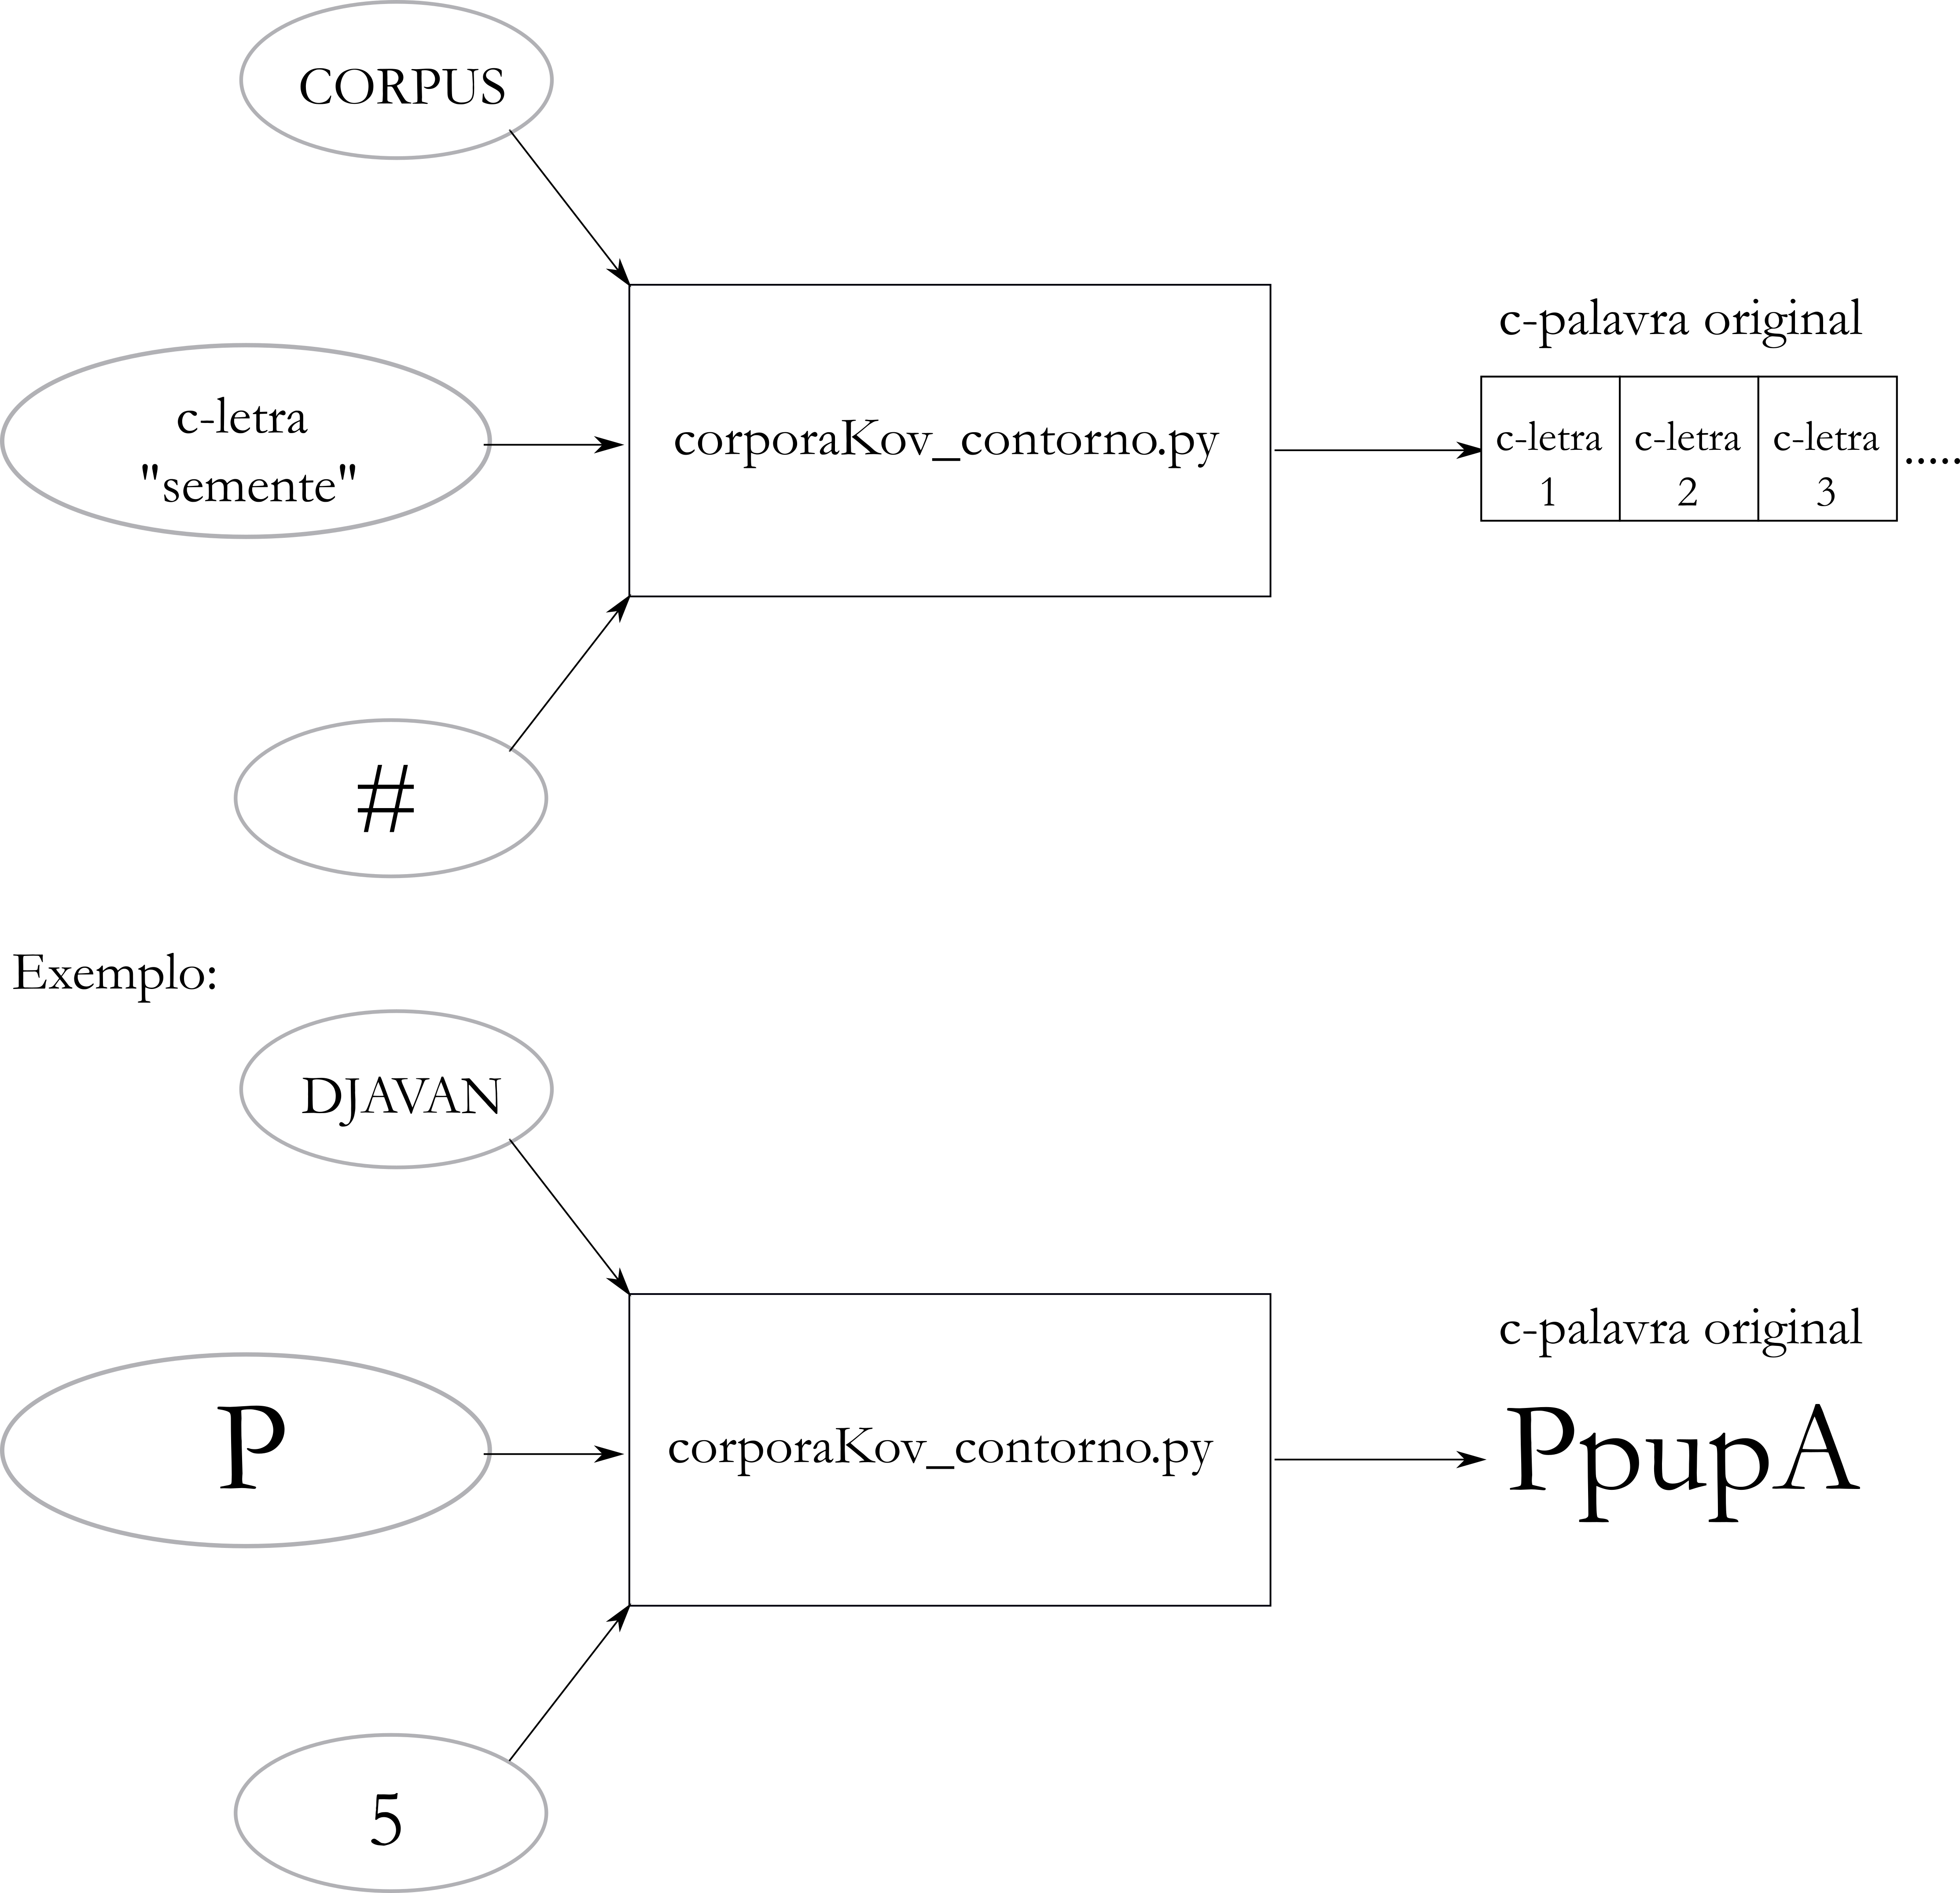 CORPUS
c-letra
"semente"
#
corporaKov_contorno.py
c-palavra original
c-letra
1
c-letra
2
c-letra
3
.....
Exemplo:
DJAVAN
P
5
corporaKov_contorno.py
c-palavra original
PpupA